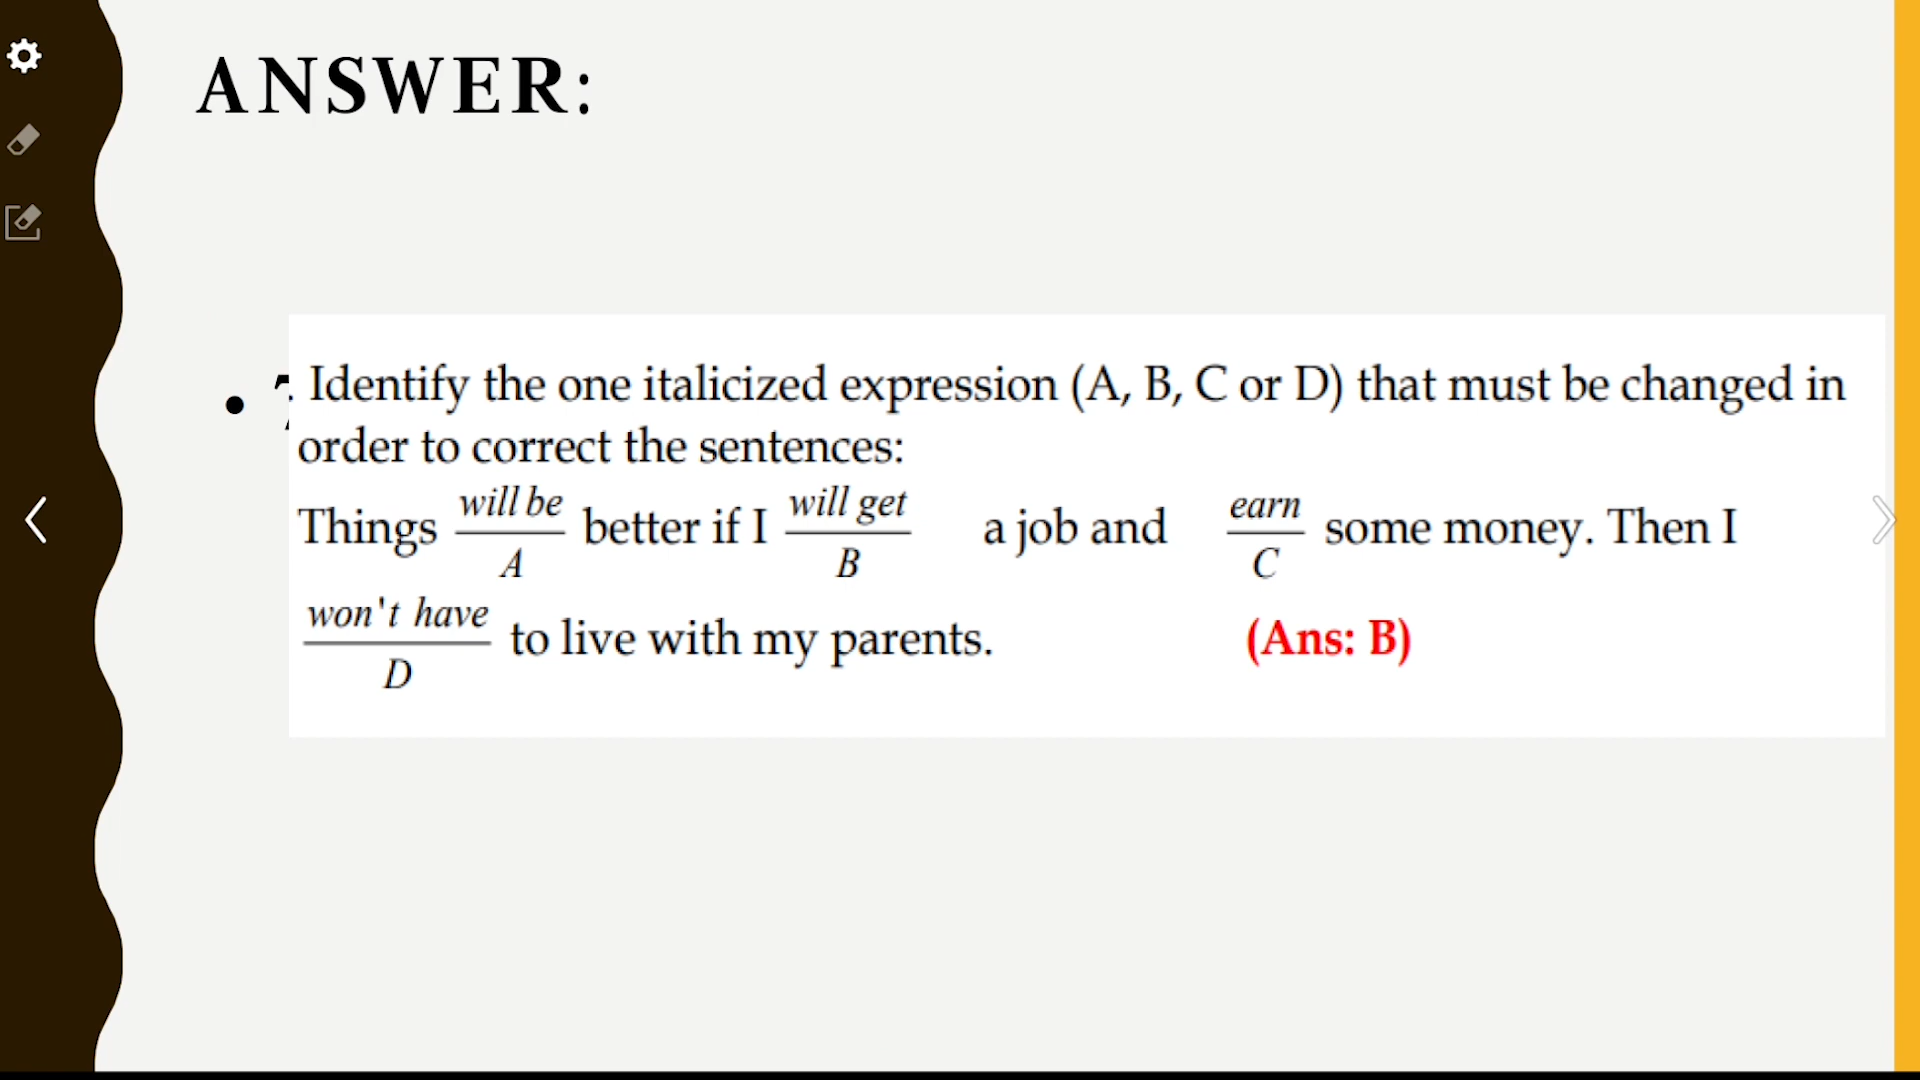 ANSWER:
Identify the one italicized expression (A, B, C or D) that must be changed in
order to correct the sentences:
Things will be better if I will get a job and earn some money. Then I
A B C
won't have to live with my parents. (Ans: B)
D